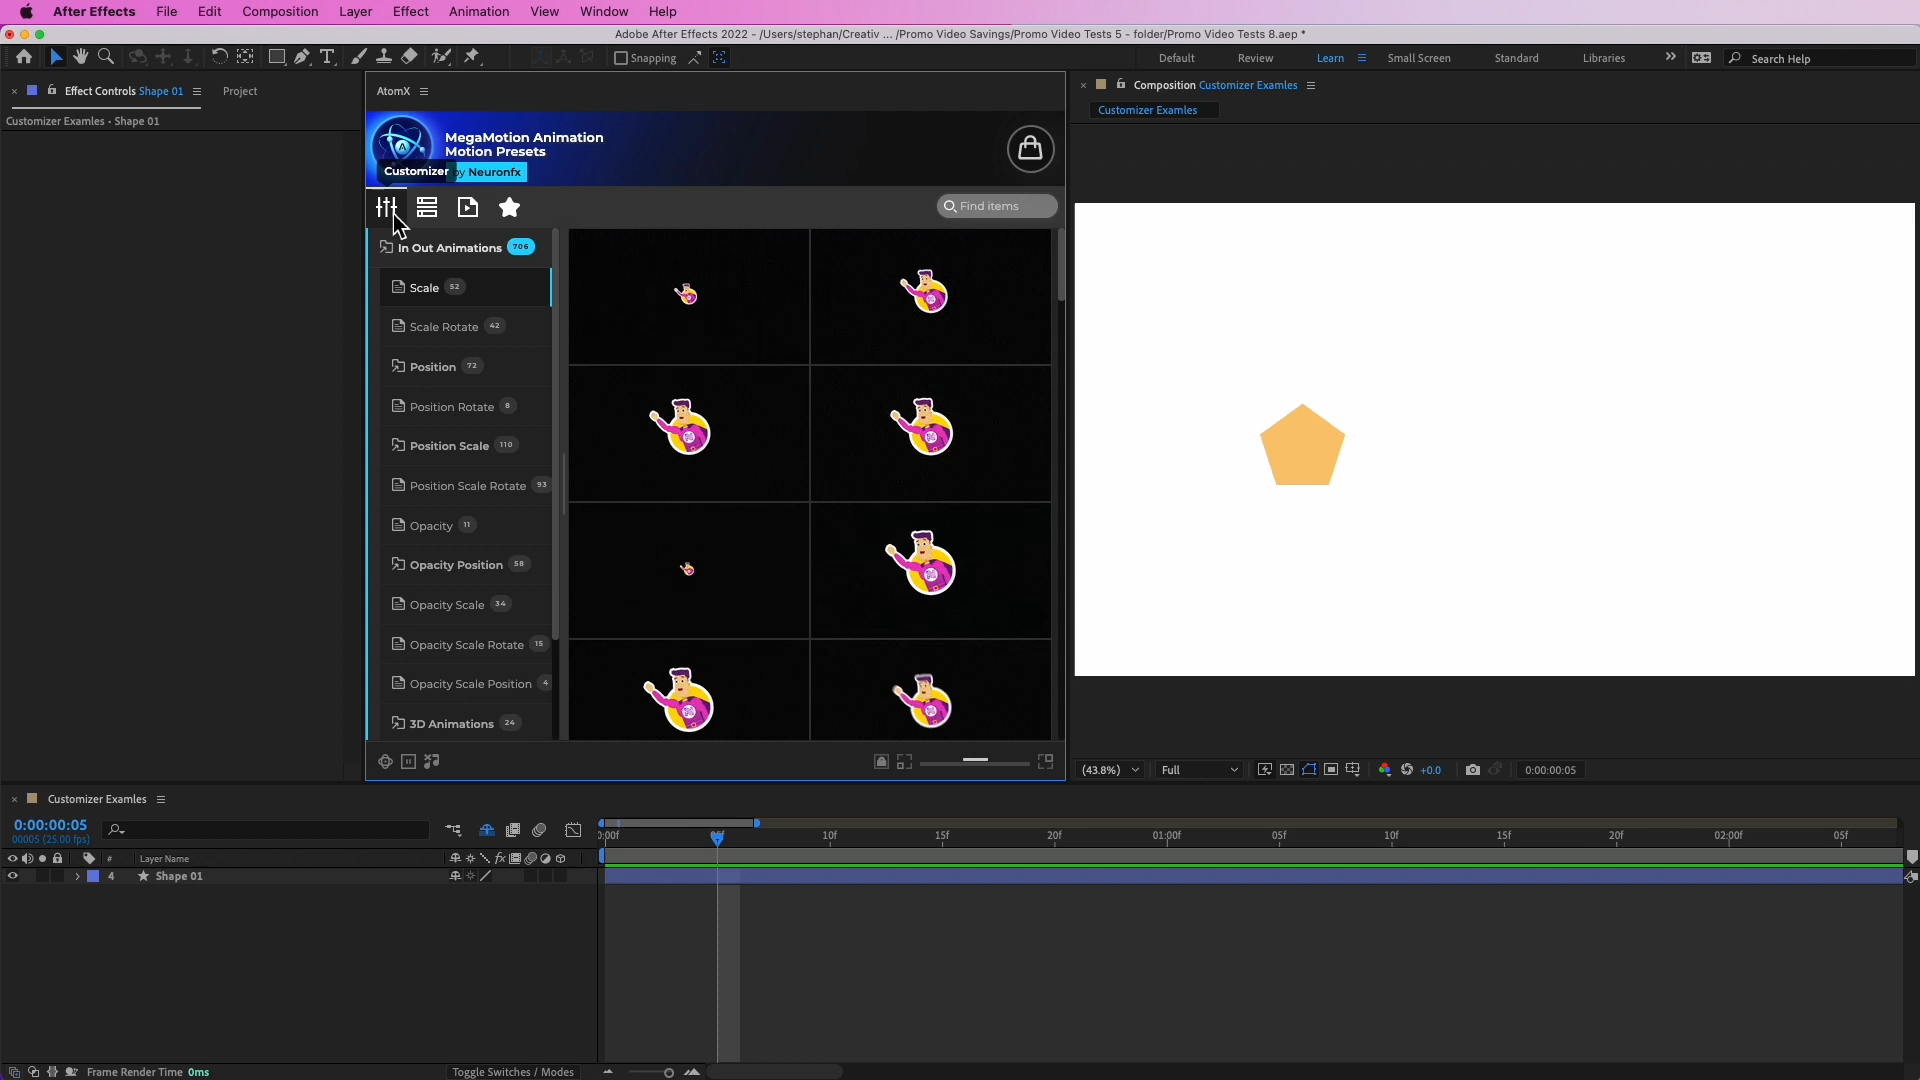 After Effects File Edit Composition Layer Effect Animation View Window Help
Adobe After Effects 2022 - /Users/stephan/Creativ ... /Promo Video Savings/Promo Video Tests 5 - folder/Promo Video Tests 8.aep *
Snapping Default Review Learn Small Screen Standard Libraries Search Help
Effect Controls Shape 01 Project
Customizer Examles • Shape 01
AtomX
MegaMotion Animation
Motion Presets
Customizer by Neuronfx
Find items
In Out Animations 706
Scale 52
Scale Rotate 42
Position 72
Position Rotate 8
Position Scale 110
Position Scale Rotate 93
Opacity 11
Opacity Position 58
Opacity Scale 34
Opacity Scale Rotate 15
Opacity Scale Position 4
3D Animations 24
Composition Customizer Examles
Customizer Examles
(43.8%) Full +0.0 0:00:00:05
Customizer Examles
0:00:00:05
00005 (25.00 fps)
0:00f 05f 10f 15f 20f 01:00f 05f 10f 15f 20f 02:00f 05f
# Layer Name
4 Shape 01
Frame Render Time 0ms Toggle Switches / Modes